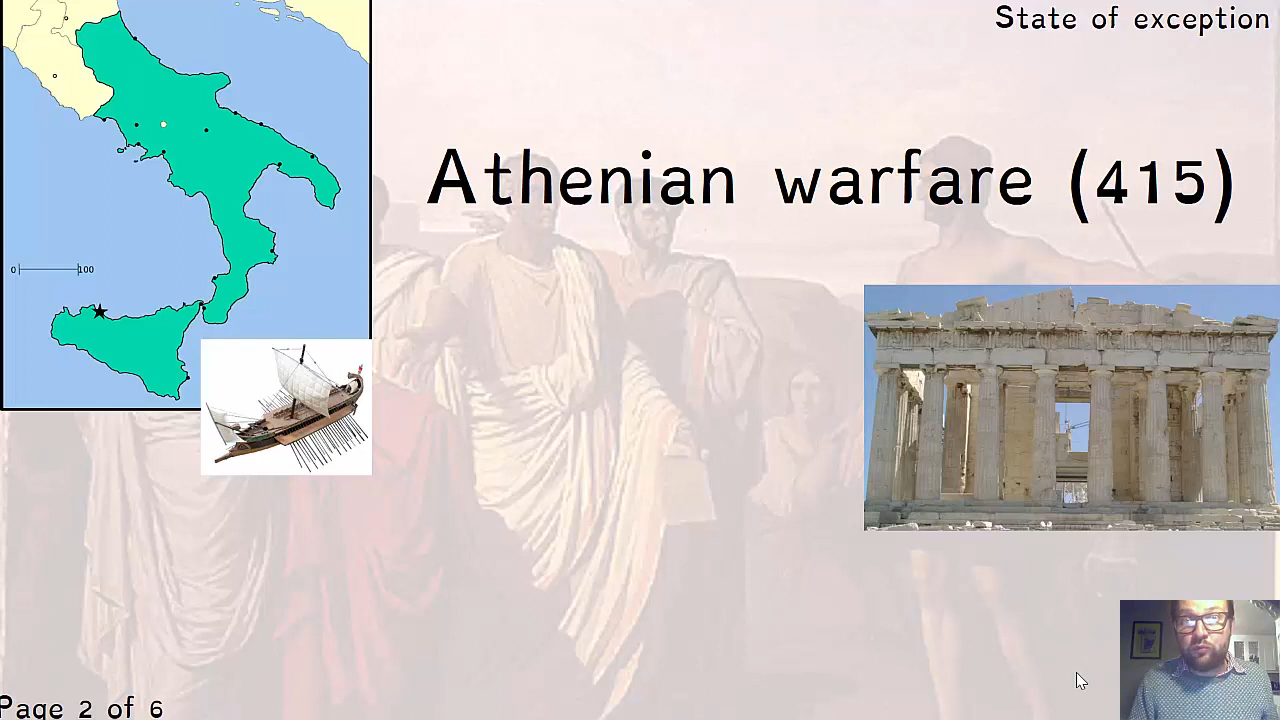 State of exception
Athenian warfare (415)
0 100
Page 2 of 6